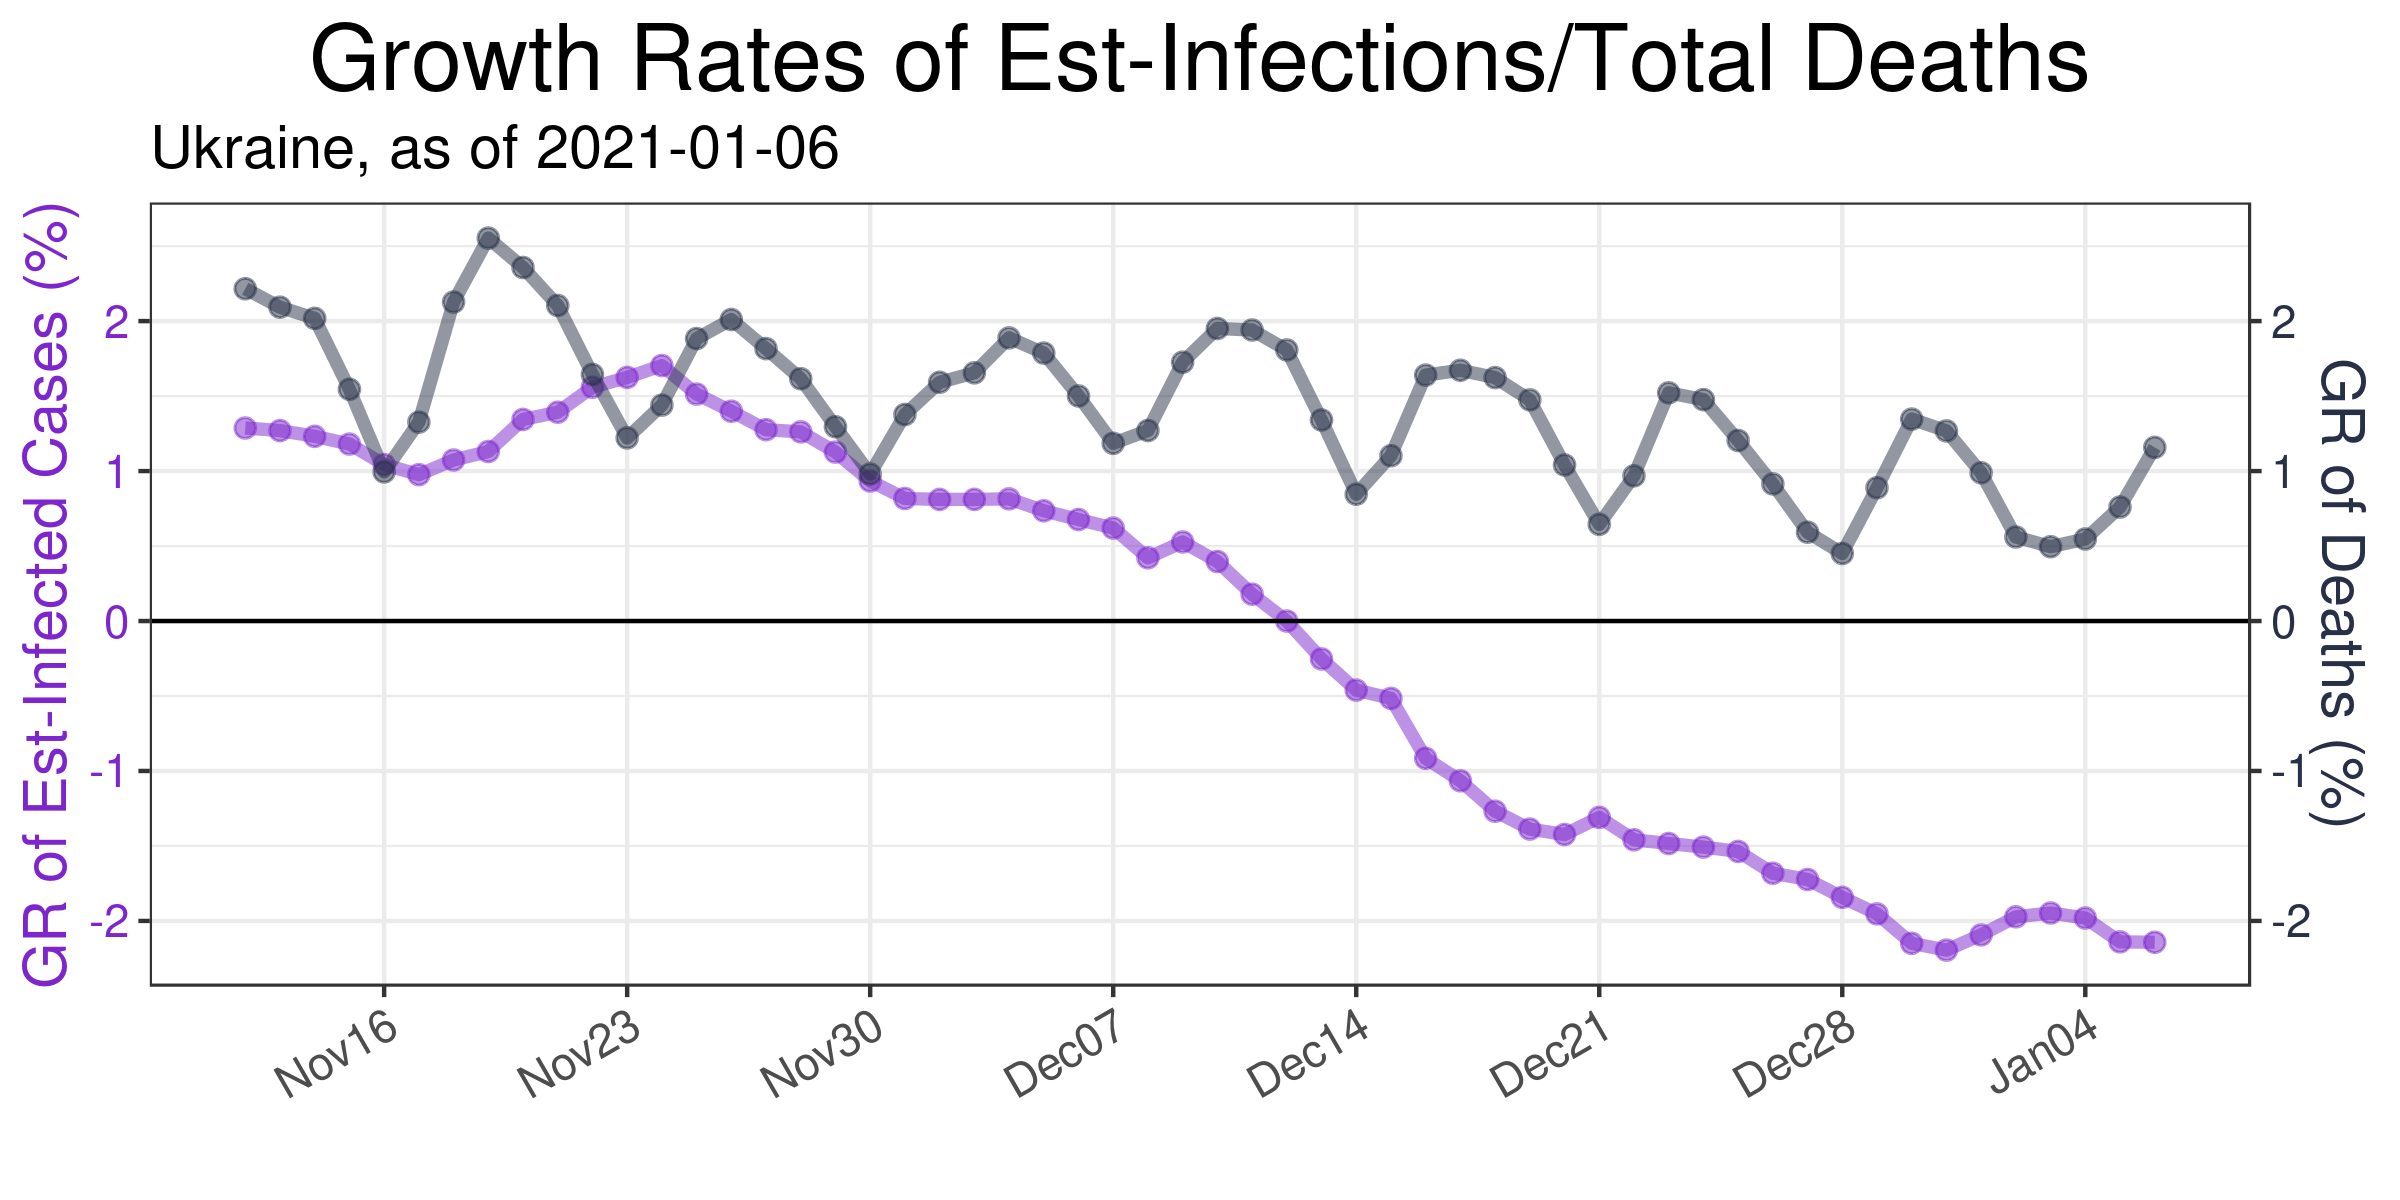 Growth Rates of Est-Infections/Total Deaths
Ukraine, as of 2021-01-06
GR of Est-Infected Cases (%)
2
1
0
-1
-2
2
1
0
-1
-2
GR of Deaths (%)
Nov16
Nov23
Nov30
Dec07
Dec14
Dec21
Dec28
Jan04